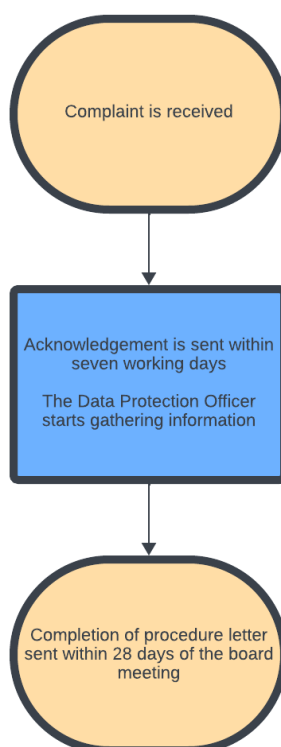 Complaint is received
Acknowledgement is sent within
seven working days
The Data Protection Officer
starts gathering information
Completion of procedure letter
sent within 28 days of the board
meeting